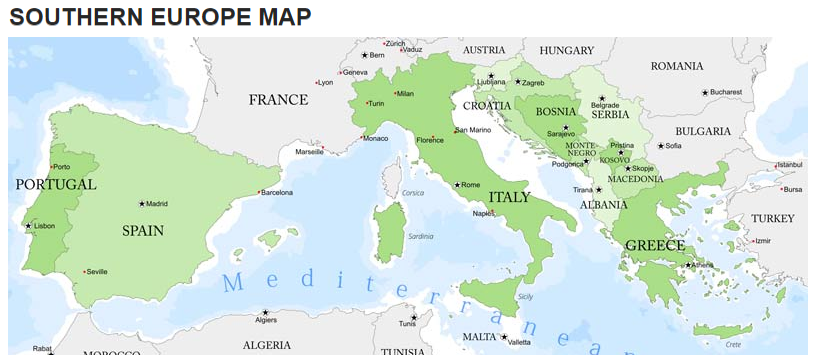 SOUTHERN EUROPE MAP
Zürich
Vaduz
Bern
AUSTRIA
HUNGARY
ROMANIA
Geneva
Lyon
Ljubljana
Zagreb
Bucharest
FRANCE
Milan
Turin
CROATIA
Belgrade
SERBIA
BOSNIA
Sarajevo
San Marino
Monaco
Florence
Marseille
BULGARIA
Sofia
MONTE
NEGRO
Pristina
KOSOVO
Podgorica
Skopje
MACEDONIA
Istanbul
Bursa
Porto
PORTUGAL
Barcelona
Corsica
Rome
ITALY
Tirana
ALBANIA
Madrid
Naples
TURKEY
Lisbon
SPAIN
Sardinia
GREECE
Izmir
Athens
Seville
Mediterranean
Sicily
Algiers
Tunis
MALTA
Valletta
Crete
Rabat
MOROCCO
ALGERIA
TUNISIA